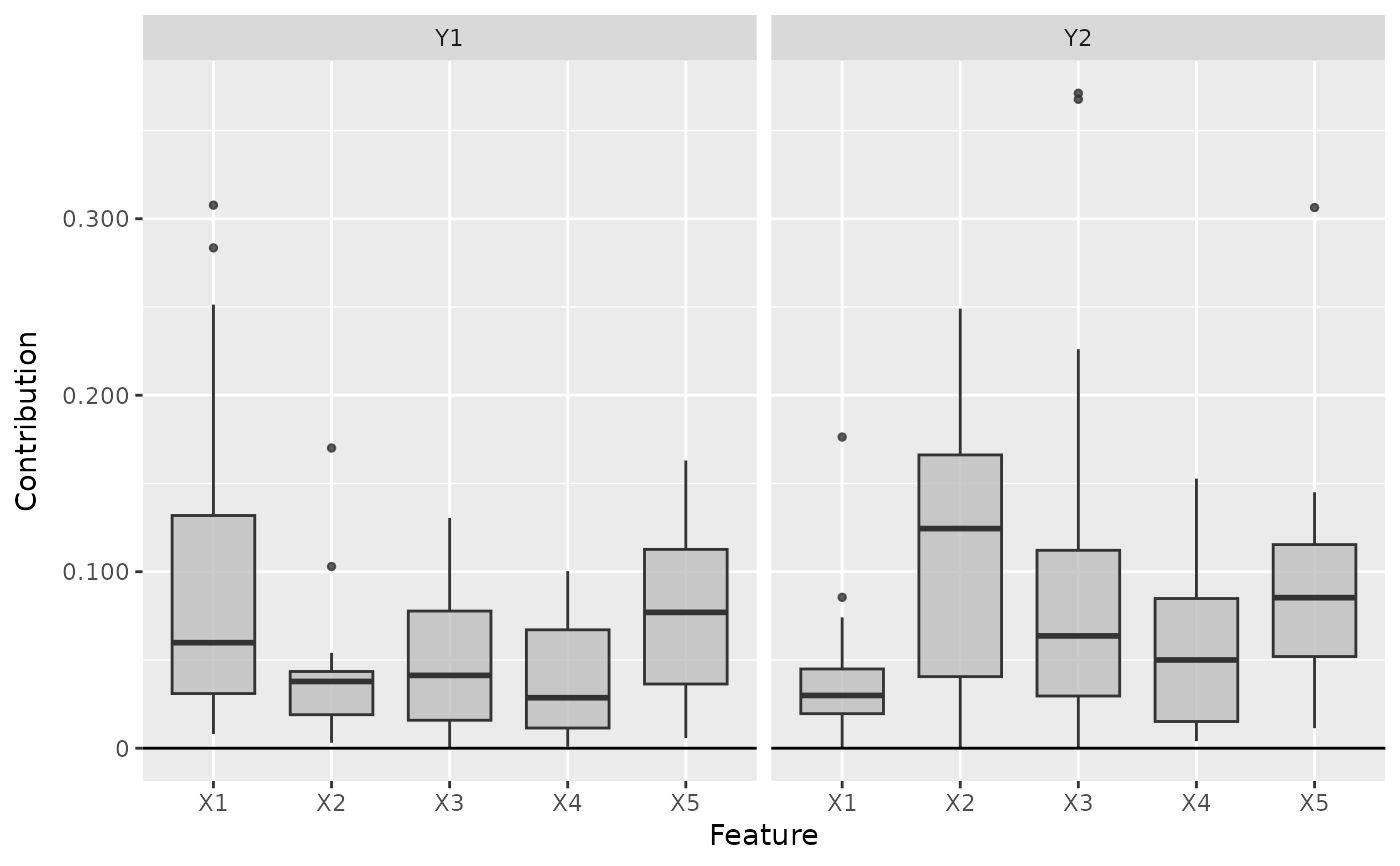 Y1
Y2
Contribution
0.300
0.200
0.100
0
X1 X2 X3 X4 X5
X1 X2 X3 X4 X5
Feature